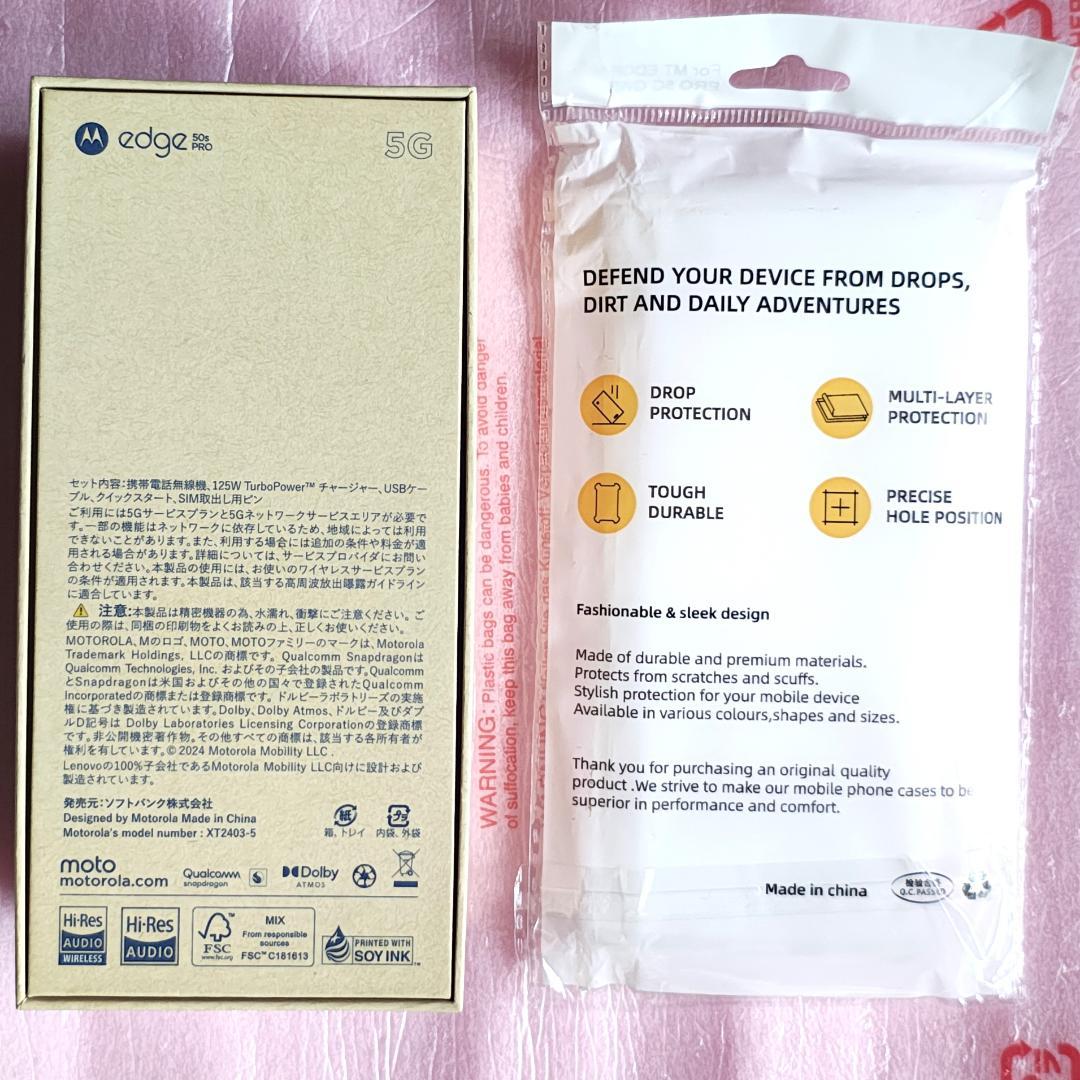 edge 50s PRO
5G
セット内容:携帯電話無線機、125W TurboPower™ チャージャー、USBケー
ブル、クイックスタート、SIM取出し用ピン
ご利用には5Gサービスプランと5Gネットワークサービスエリアが必要で
す。一部の機能はネットワークに依存しているため、地域によっては利用
できないことがあります。また、利用する場合には追加の条件や料金が適
用される場合があります。詳細については、サービスプロバイダにお問い
合わせください。本製品の使用には、お使いのワイヤレスサービスプラン
の条件が適用されます。本製品は、該当する高周波放出曝露ガイドライン
に適合しています。
注意:本製品は精密機器の為、水濡れ、衝撃にご注意ください。ご
使用の際は、同梱の印刷物をよくお読みの上、正しくお使いください。
MOTOROLA、Mのロゴ、MOTO、MOTOファミリーのマークは、Motorola
Trademark Holdings, LLCの商標です。 Qualcomm Snapdragonは
Qualcomm Technologies, Inc. およびその子会社の製品です。Qualcomm
とSnapdragonは米国およびその他の国々で登録されたQualcomm
Incorporatedの商標または登録商標です。ドルビーラボラトリーズの実施
権に基づき製造されています。Dolby、Dolby Atmos、ドルビー及びダブ
ルD記号は Dolby Laboratories Licensing Corporationの登録商標
です。非公開機密著作物。その他すべての商標は、該当する各所有者が
権利を有しています。© 2024 Motorola Mobility LLC .
Lenovoの100%子会社であるMotorola Mobility LLC向けに設計および
製造されています。
発売元:ソフトバンク株式会社
Designed by Motorola Made in China
Motorola's model number : XT2403-5
紙
箱、トレイ
プラ
内袋、外袋
moto
motorola.com
Qualcomm
snapdragon
Dolby
ATMOS
Hi-Res
AUDIO
WIRELESS
Hi-Res
AUDIO
FSC
www.fsc.org
MIX
From responsible
sources
FSC™ C181613
PRINTED WITH
SOY INK™
WARNING: Plastic bags can be dangerous. To avoid danger
of suffocation, keep this bag away from babies and children.
DEFEND YOUR DEVICE FROM DROPS,
DIRT AND DAILY ADVENTURES
DROP
PROTECTION
MULTI-LAYER
PROTECTION
TOUGH
DURABLE
PRECISE
HOLE POSITION
Fashionable & sleek design
Made of durable and premium materials.
Protects from scratches and scuffs.
Stylish protection for your mobile device
Available in various colours,shapes and sizes.
Thank you for purchasing an original quality
product .We strive to make our mobile phone cases to be
superior in performance and comfort.
Made in china
Q.C. PASSED